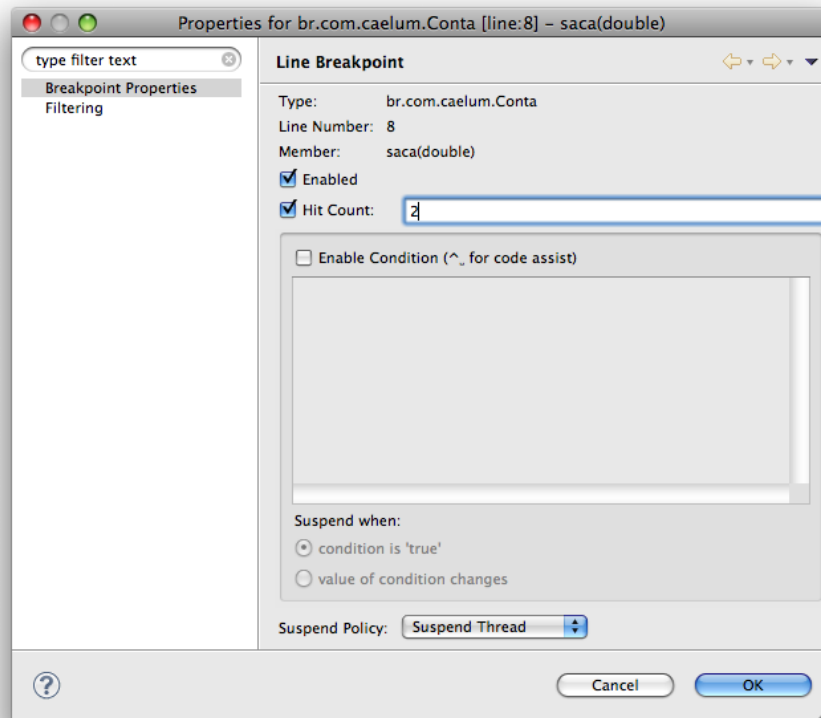 Properties for br.com.caelum.Conta [line:8] – saca(double)
type filter text
Breakpoint Properties
Filtering
Line Breakpoint
Type: br.com.caelum.Conta
Line Number: 8
Member: saca(double)
Enabled
Hit Count: 2
Enable Condition (^⎵ for code assist)
Suspend when:
condition is 'true'
value of condition changes
Suspend Policy: Suspend Thread
?
Cancel
OK